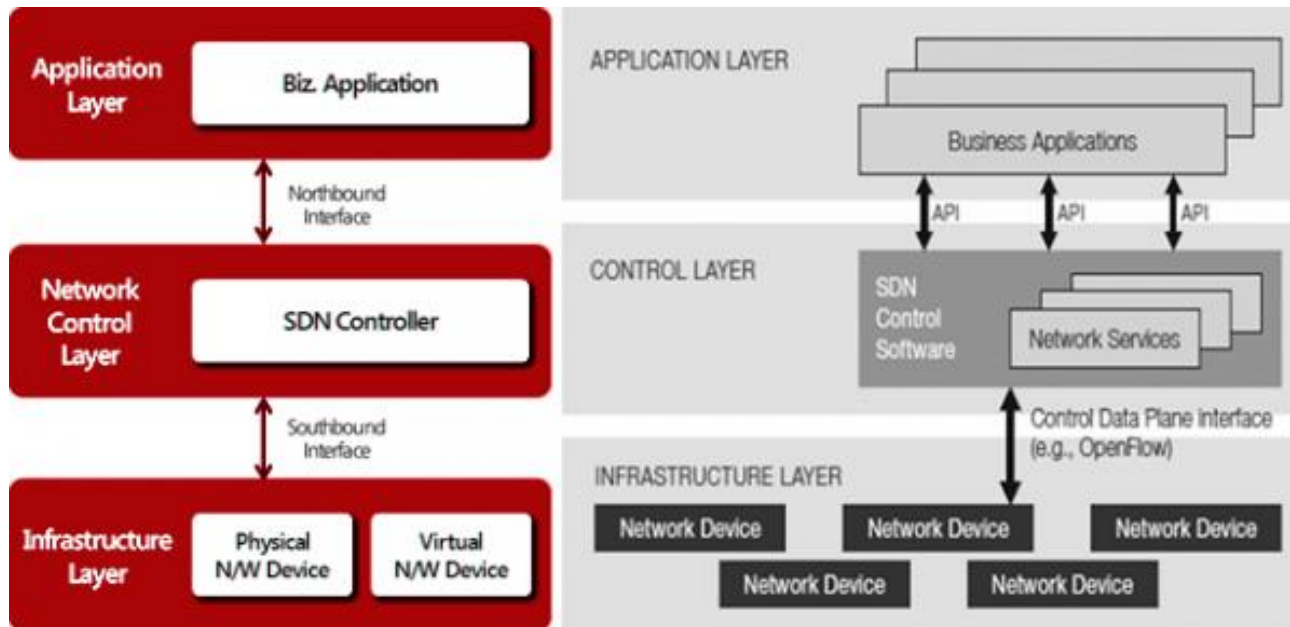 Application
Layer
Biz. Application
Northbound
Interface
Network
Control
Layer
SDN Controller
Southbound
Interface
Infrastructure
Layer
Physical
N/W Device
Virtual
N/W Device
APPLICATION LAYER
Business Applications
API
API
API
CONTROL LAYER
SDN
Control
Software
Network Services
Control Data Plane interface
(e.g., OpenFlow)
INFRASTRUCTURE LAYER
Network Device
Network Device
Network Device
Network Device
Network Device